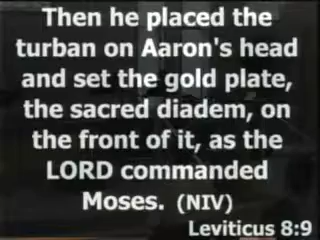 Then he placed the
turban on Aaron's head
and set the gold plate,
the sacred diadem, on
the front of it, as the
LORD commanded
Moses. (NIV)
Leviticus 8:9